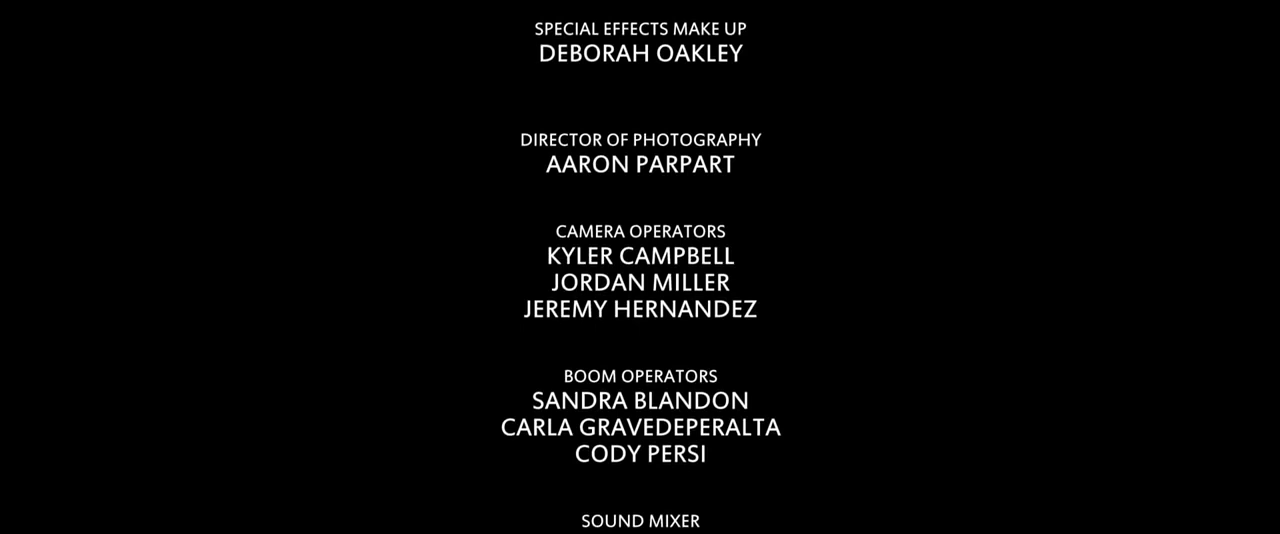 SPECIAL EFFECTS MAKE UP
DEBORAH OAKLEY
DIRECTOR OF PHOTOGRAPHY
AARON PARPART
CAMERA OPERATORS
KYLER CAMPBELL
JORDAN MILLER
JEREMY HERNANDEZ
BOOM OPERATORS
SANDRA BLANDON
CARLA GRAVEDEPERALTA
CODY PERSI
SOUND MIXER